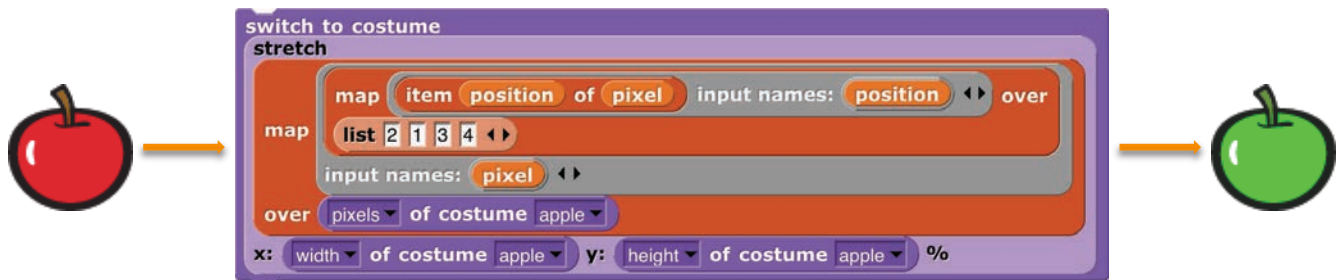 switch to costume
stretch
map item position of pixel input names: position over
map list 2 1 3 4
input names: pixel
over pixels of costume apple
x: width of costume apple y: height of costume apple %